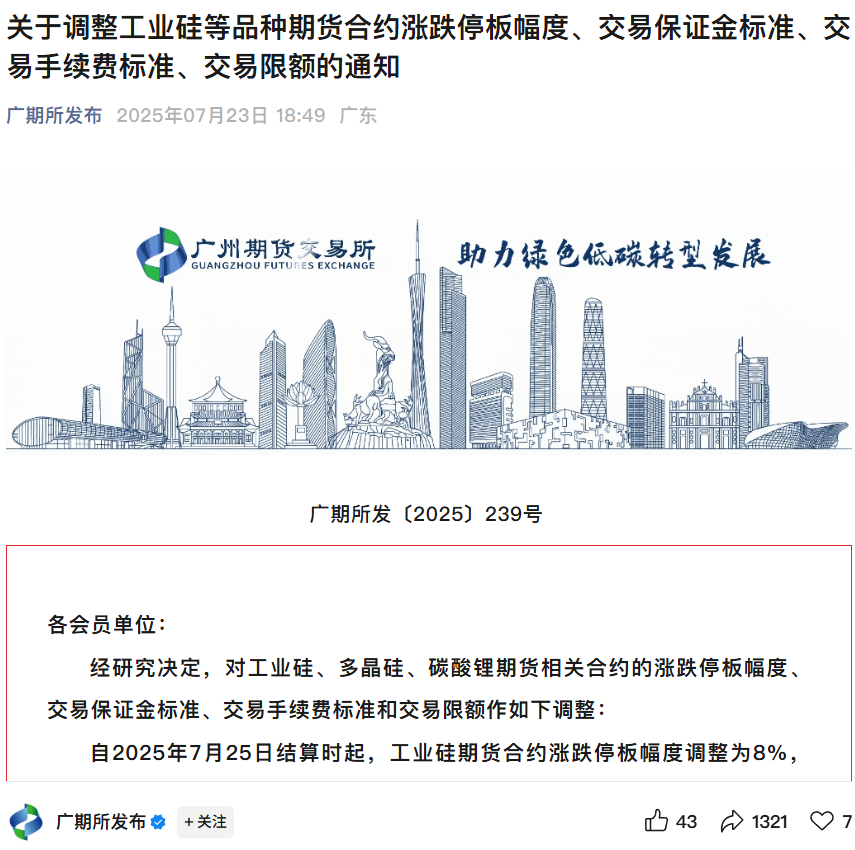 关于调整工业硅等品种期货合约涨跌停板幅度、交易保证金标准、交
易手续费标准、交易限额的通知
广期所发布 2025年07月23日 18:49 广东
广州期货交易所
GUANGZHOU FUTURES EXCHANGE
助力绿色低碳转型发展
广期所发〔2025〕239号
各会员单位：
经研究决定，对工业硅、多晶硅、碳酸锂期货相关合约的涨跌停板幅度、
交易保证金标准、交易手续费标准和交易限额作如下调整：
自2025年7月25日结算时起，工业硅期货合约涨跌停板幅度调整为8%，
广期所发布 +关注 43 1321 7